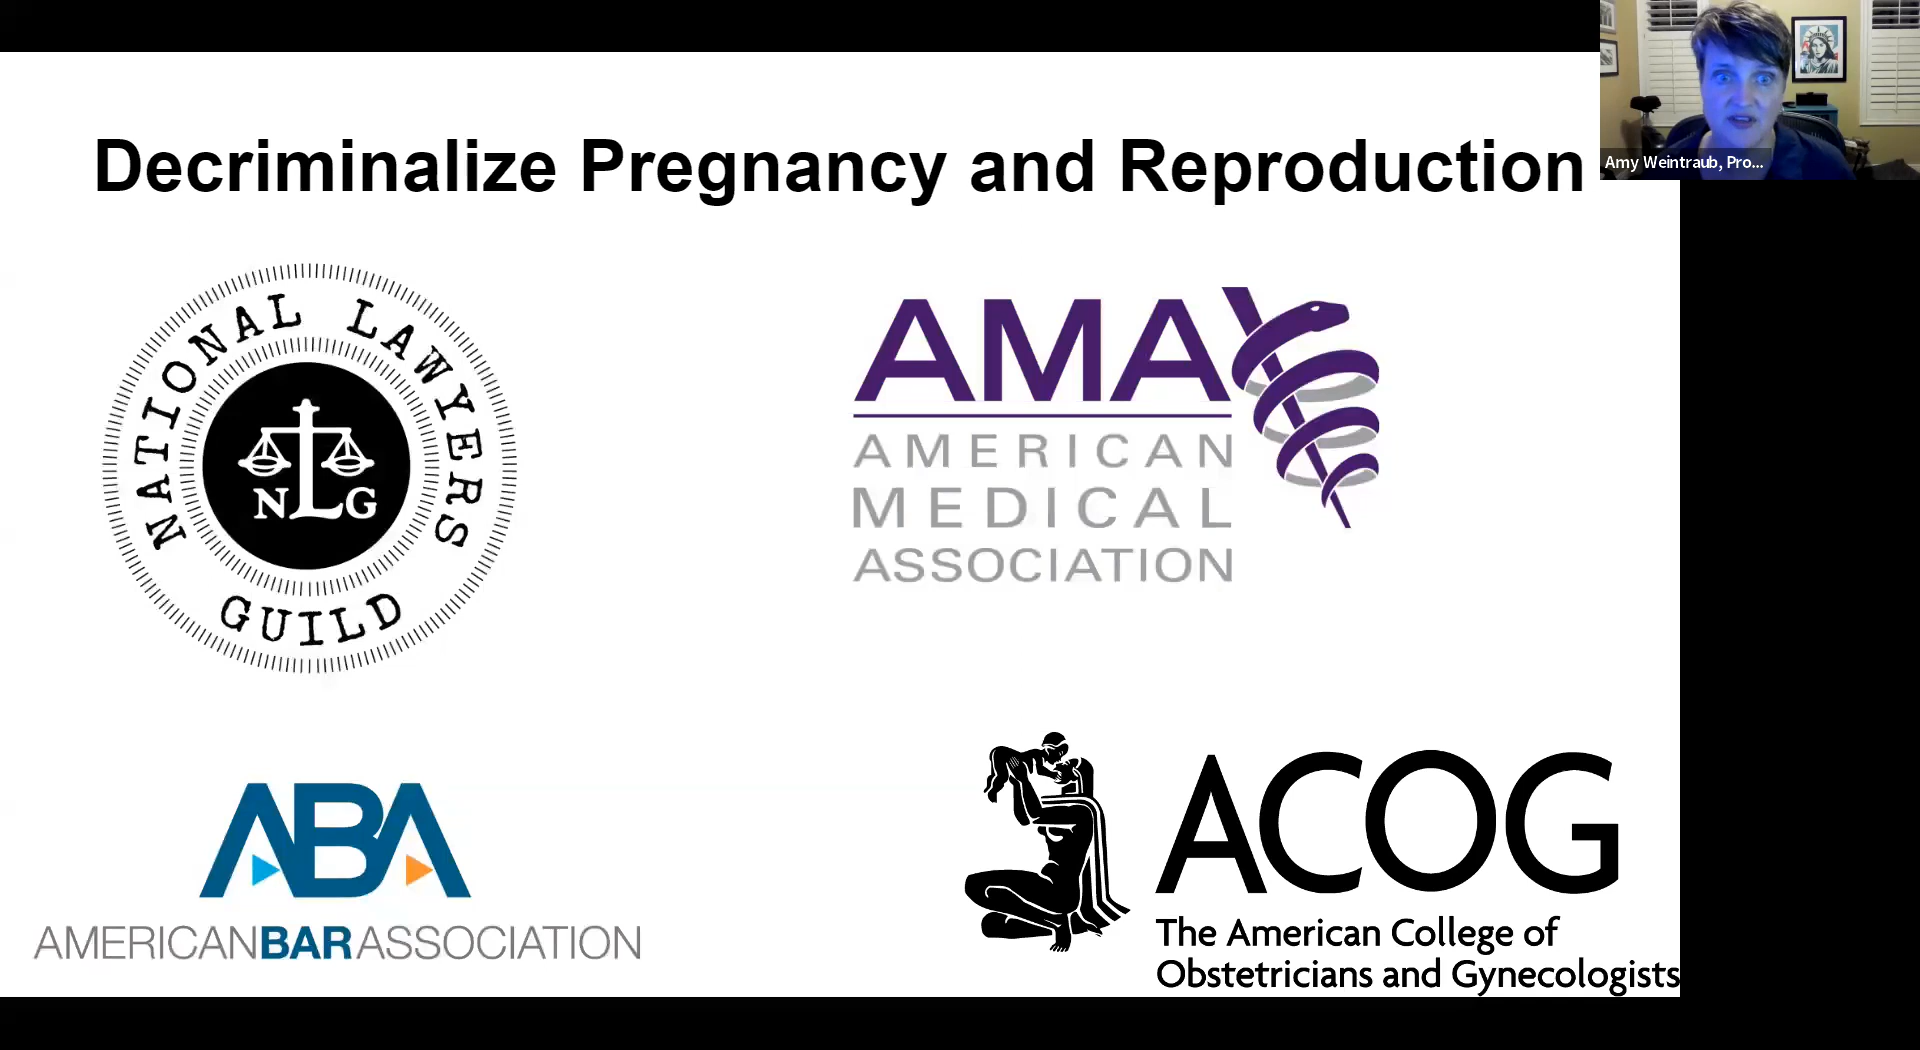 Decriminalize Pregnancy and Reproduction
Amy Weintraub, Pro...
NATIONAL LAWYERS
GUILD
NLG
AMA
AMERICAN
MEDICAL
ASSOCIATION
ABA
AMERICANBARASSOCIATION
ACOG
The American College of
Obstetricians and Gynecologists